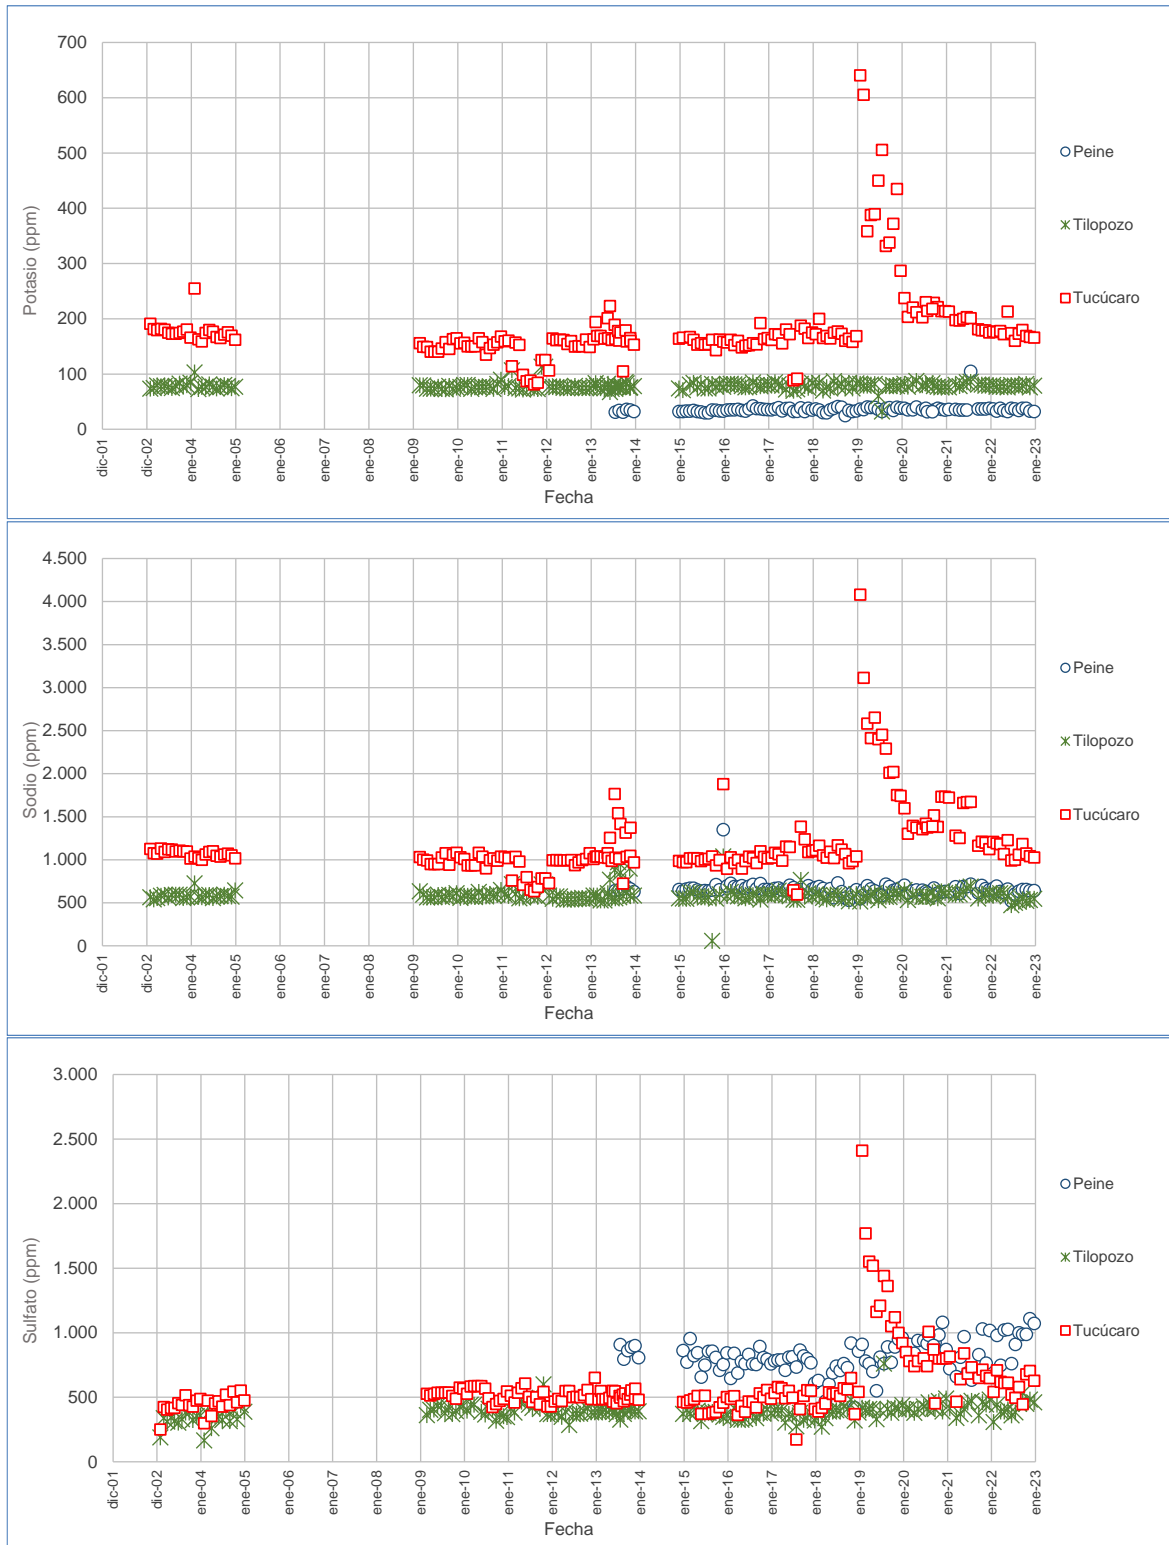 700
600
500
400
300
200
100
0
Potasio (ppm)
dic-01
dic-02
ene-04
ene-05
ene-06
ene-07
ene-08
ene-09
ene-10
ene-11
ene-12
ene-13
ene-14
ene-15
ene-16
ene-17
ene-18
ene-19
ene-20
ene-21
ene-22
ene-23
Fecha
Peine
Tilopozo
Tucúcaro
4.500
4.000
3.500
3.000
2.500
2.000
1.500
1.000
500
0
Sodio (ppm)
dic-01
dic-02
ene-04
ene-05
ene-06
ene-07
ene-08
ene-09
ene-10
ene-11
ene-12
ene-13
ene-14
ene-15
ene-16
ene-17
ene-18
ene-19
ene-20
ene-21
ene-22
ene-23
Fecha
Peine
Tilopozo
Tucúcaro
3.000
2.500
2.000
1.500
1.000
500
0
Sulfato (ppm)
dic-01
dic-02
ene-04
ene-05
ene-06
ene-07
ene-08
ene-09
ene-10
ene-11
ene-12
ene-13
ene-14
ene-15
ene-16
ene-17
ene-18
ene-19
ene-20
ene-21
ene-22
ene-23
Fecha
Peine
Tilopozo
Tucúcaro